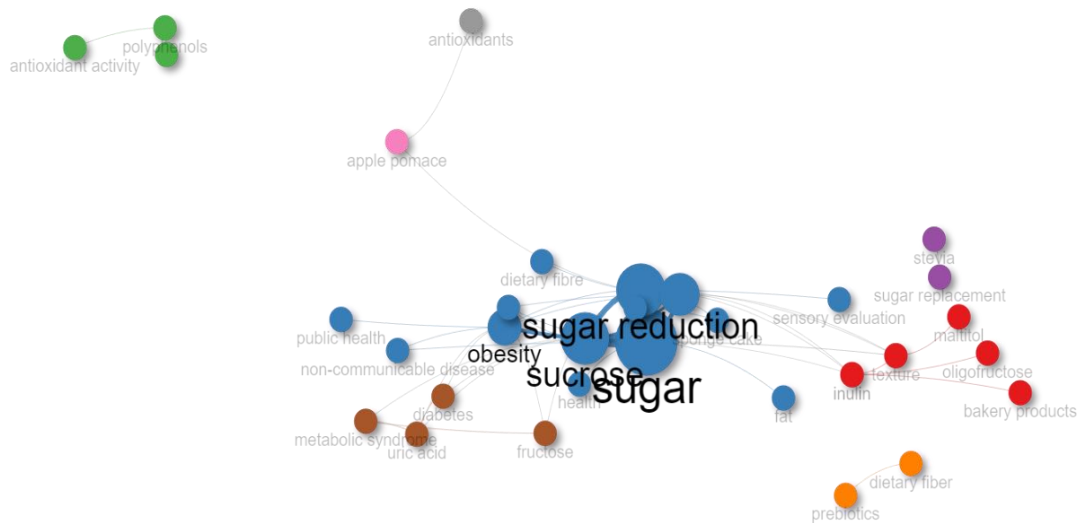 antioxidants
polyphenols
antioxidant activity
apple pomace
stevia
dietary fibre
sugar replacement
sensory evaluation
sugar reduction
public health
sponge cake
maltitol
obesity
non-communicable disease
oligofructose
texture
sucrose
sugar
inulin
health
bakery products
diabetes
fat
metabolic syndrome
uric acid
fructose
dietary fiber
prebiotics